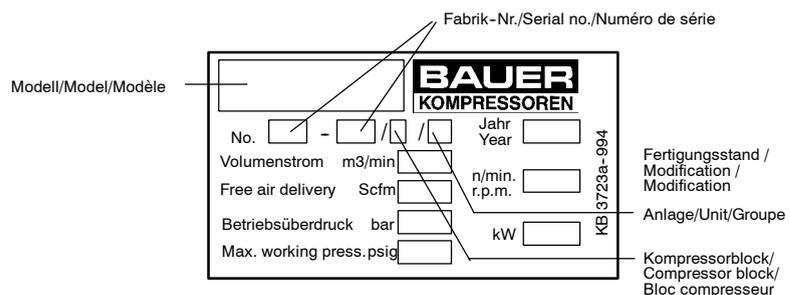 Fabrik-Nr./Serial no./Numéro de série
Modell/Model/Modèle
BAUER
KOMPRESSOREN
No. - / /
Jahr
Year
Volumenstrom m3/min
Free air delivery Scfm
n/min.
r.p.m.
Betriebsüberdruck bar
kW
Max. working press.psig
KB 3723a-994
Fertigungsstand /
Modification /
Modification
Anlage/Unit/Groupe
Kompressorblock/
Compressor block/
Bloc compresseur